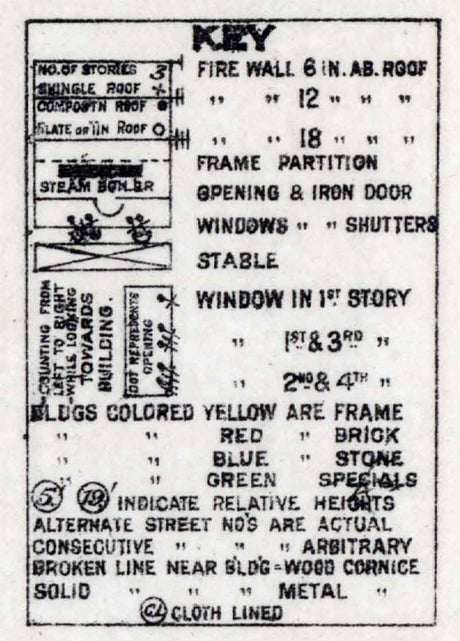 KEY
NO. OF STORIES 3
SHINGLE ROOF X
COMPOSTN ROOF ●
SLATE OR TIN ROOF O
STEAM BOILER
FIRE WALL 6 IN. AB. ROOF
" " 12 " " "
" " 18 " " "
FRAME PARTITION
OPENING & IRON DOOR
WINDOWS " " SHUTTERS
STABLE
COUNTING FROM
LEFT TO RIGHT
WHILE LOOKING
TOWARDS
BUILDING.
DOT REPRESENTS
OPENING
WINDOW IN 1ST STORY
" 1ST & 3RD "
" 2ND & 4TH "
BLDGS COLORED YELLOW ARE FRAME
" " RED " BRICK
" " BLUE " STONE
" " GREEN SPECIALS
5' 19' INDICATE RELATIVE HEIGHTS
ALTERNATE STREET NO'S ARE ACTUAL
CONSECUTIVE " " " ARBITRARY
BROKEN LINE NEAR BLDG = WOOD CORNICE
SOLID " " " METAL "
CL CLOTH LINED